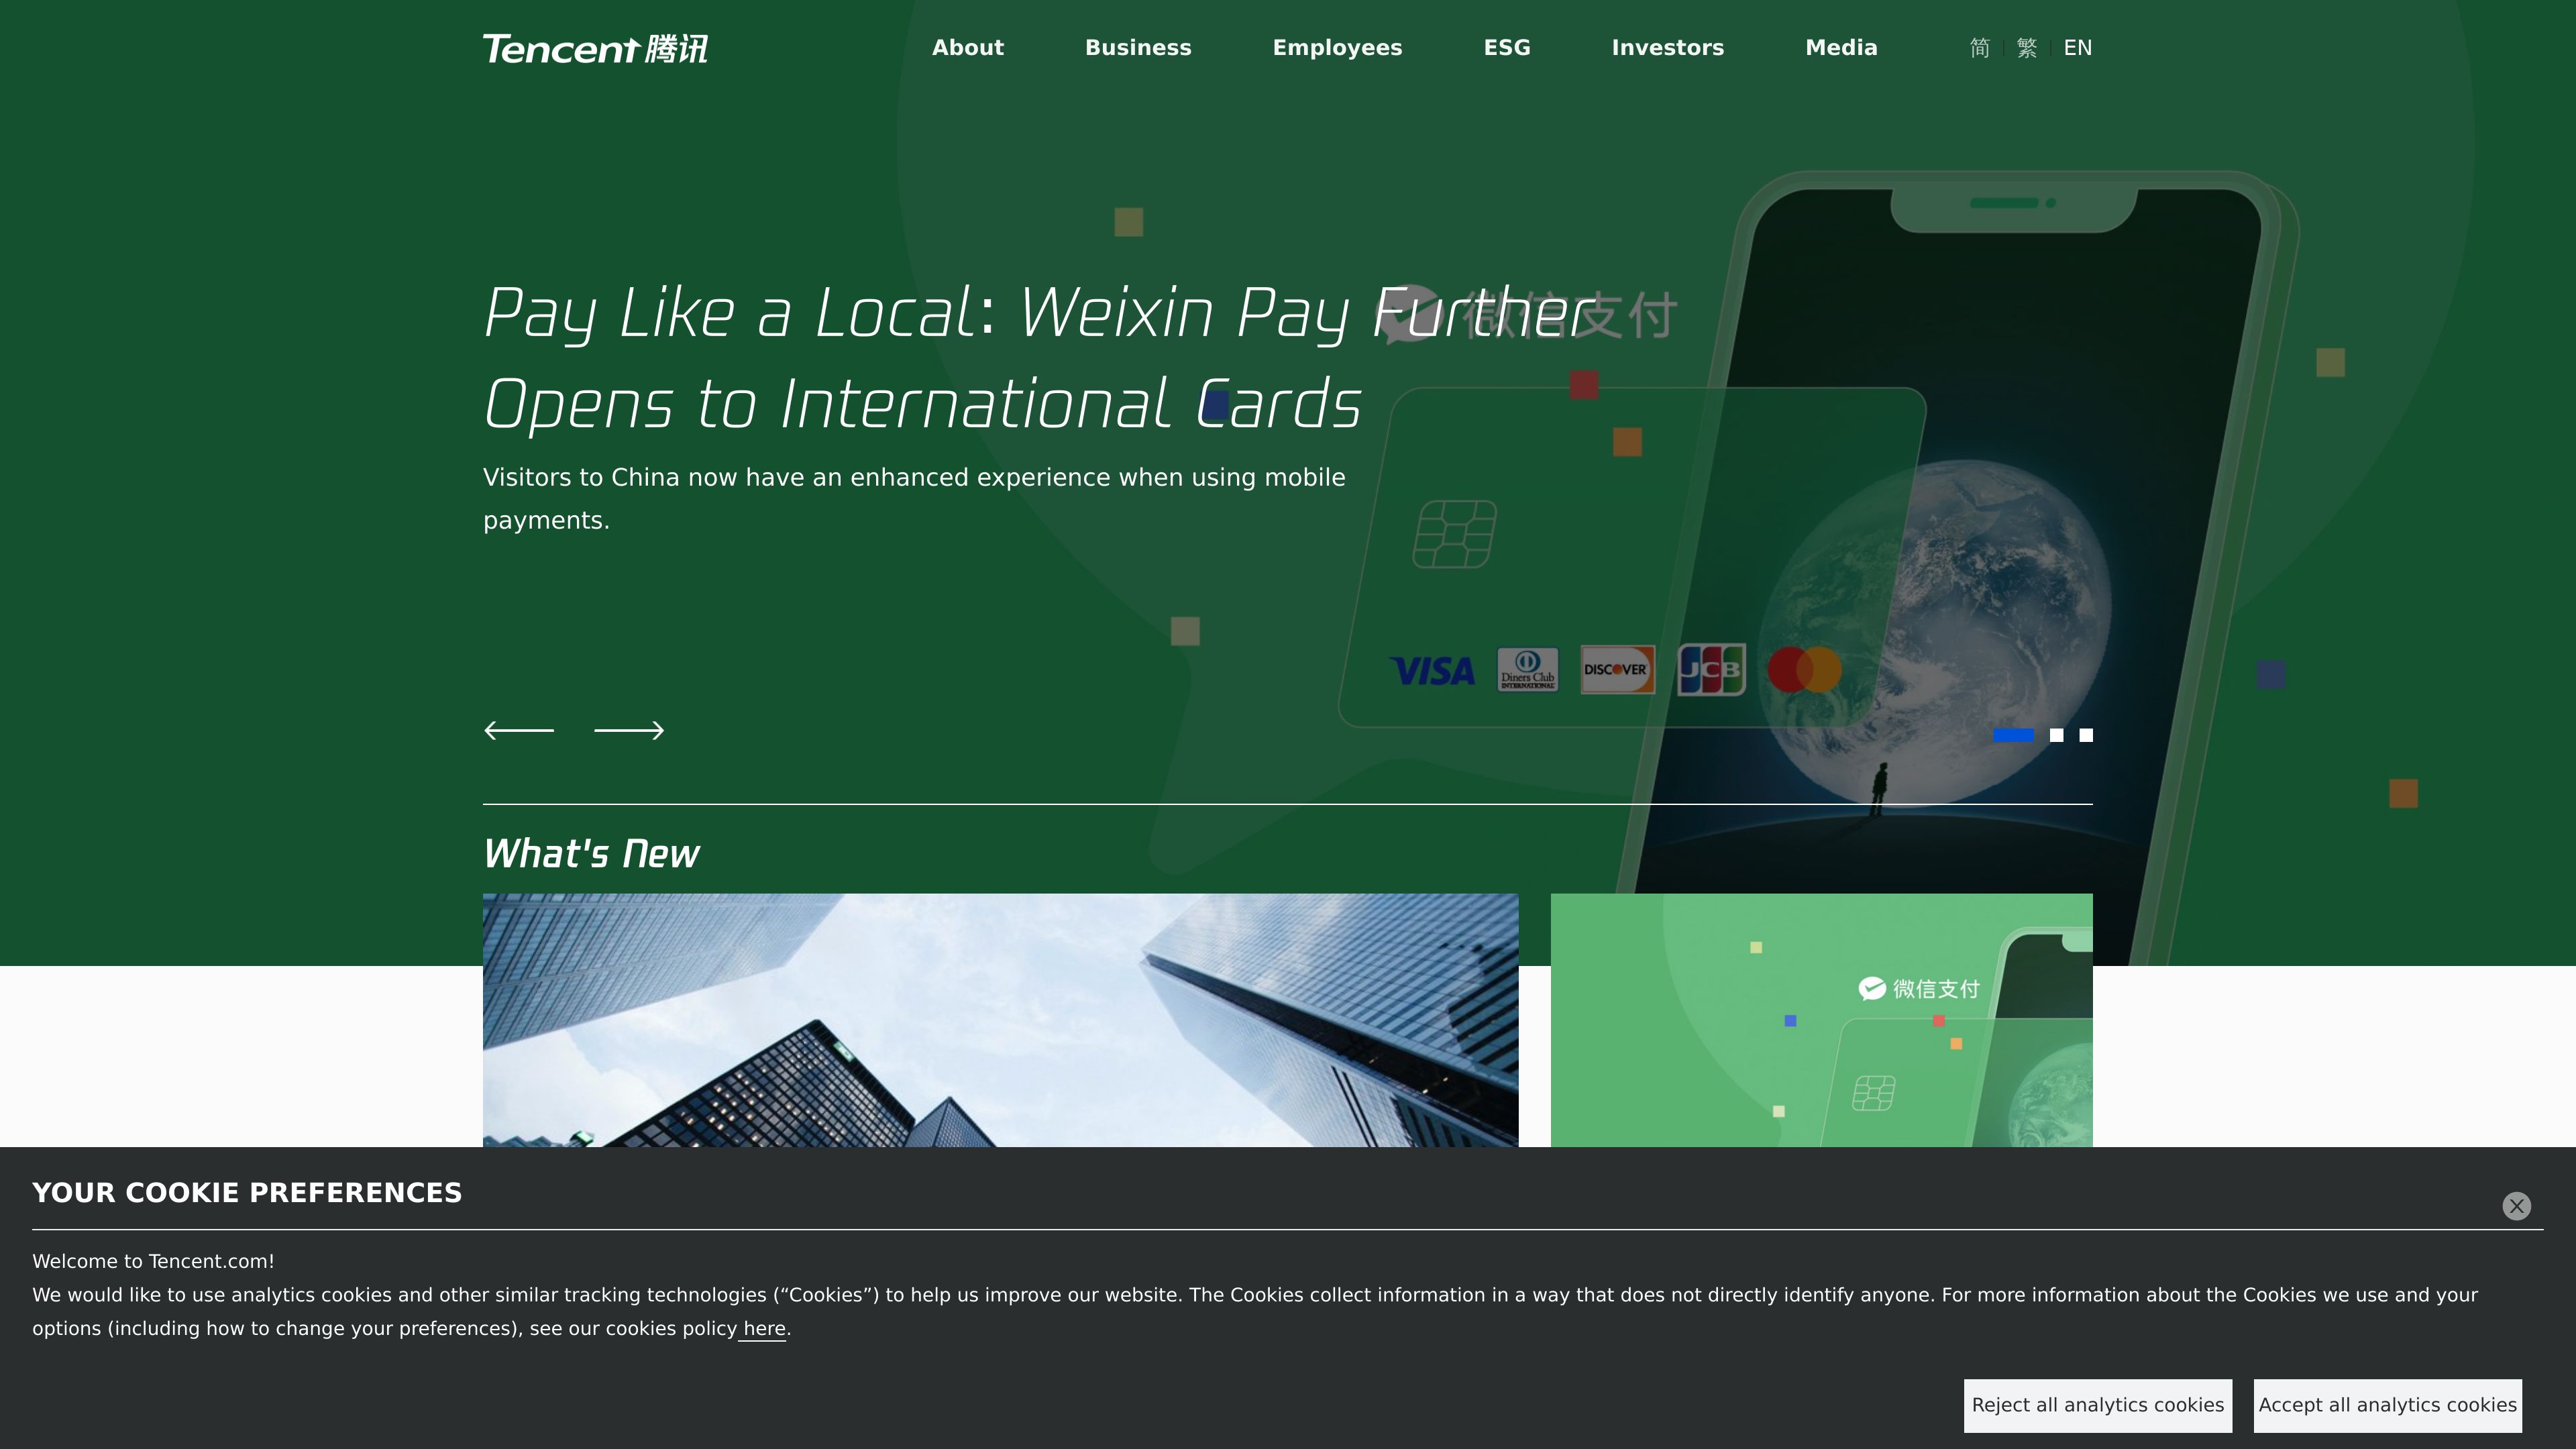 Tencent 腾讯
About
Business
Employees
ESG
Investors
Media
简
繁
EN
Pay Like a Local: Weixin Pay Further
Opens to International Cards
微信支付
Visitors to China now have an enhanced experience when using mobile
payments.
VISA
Diners Club
INTERNATIONAL
DISCOVER
JCB
What's New
微信支付
YOUR COOKIE PREFERENCES
X
Welcome to Tencent.com!
We would like to use analytics cookies and other similar tracking technologies (“Cookies”) to help us improve our website. The Cookies collect information in a way that does not directly identify anyone. For more information about the Cookies we use and your
options (including how to change your preferences), see our cookies policy here.
Reject all analytics cookies
Accept all analytics cookies